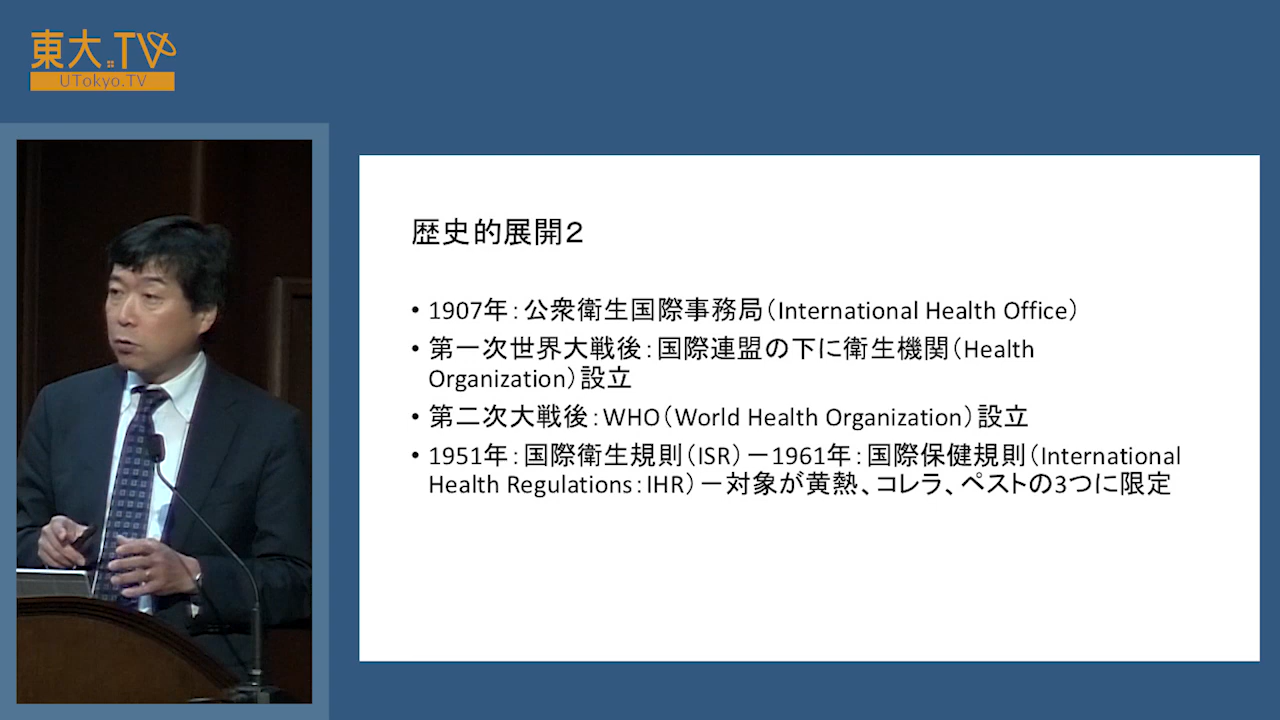 東大.TV
UTokyo.TV
歴史的展開2
• 1907年：公衆衛生国際事務局（International Health Office）
• 第一次世界大戦後：国際連盟の下に衛生機関（Health
Organization）設立
• 第二次大戦後：WHO（World Health Organization）設立
• 1951年：国際衛生規則（ISR）－1961年：国際保健規則（International
Health Regulations：IHR）－対象が黄熱、コレラ、ペストの3つに限定